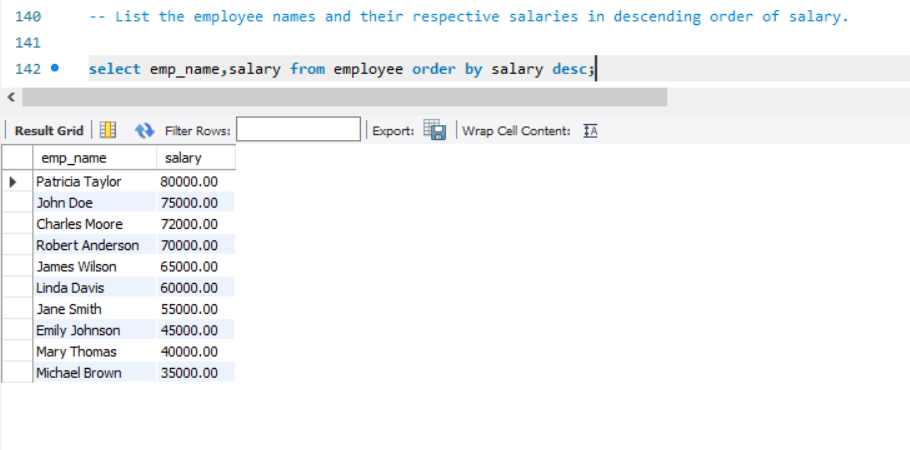 140 -- List the employee names and their respective salaries in descending order of salary.
141
142 select emp_name,salary from employee order by salary desc;
Result Grid Filter Rows: Export: Wrap Cell Content: IA
emp_name salary
Patricia Taylor 80000.00
John Doe 75000.00
Charles Moore 72000.00
Robert Anderson 70000.00
James Wilson 65000.00
Linda Davis 60000.00
Jane Smith 55000.00
Emily Johnson 45000.00
Mary Thomas 40000.00
Michael Brown 35000.00